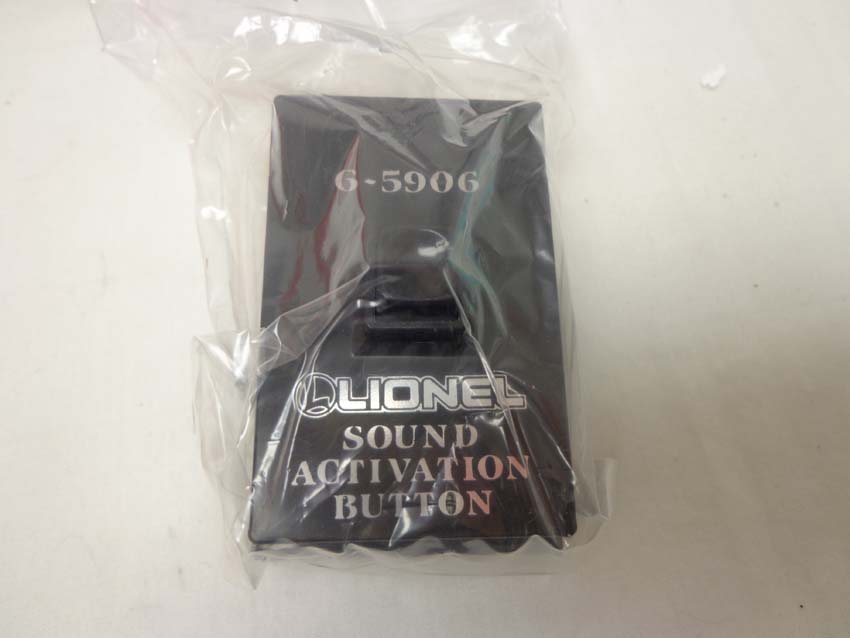 6-5906
LIONEL
SOUND
ACTIVATION
BUTTON